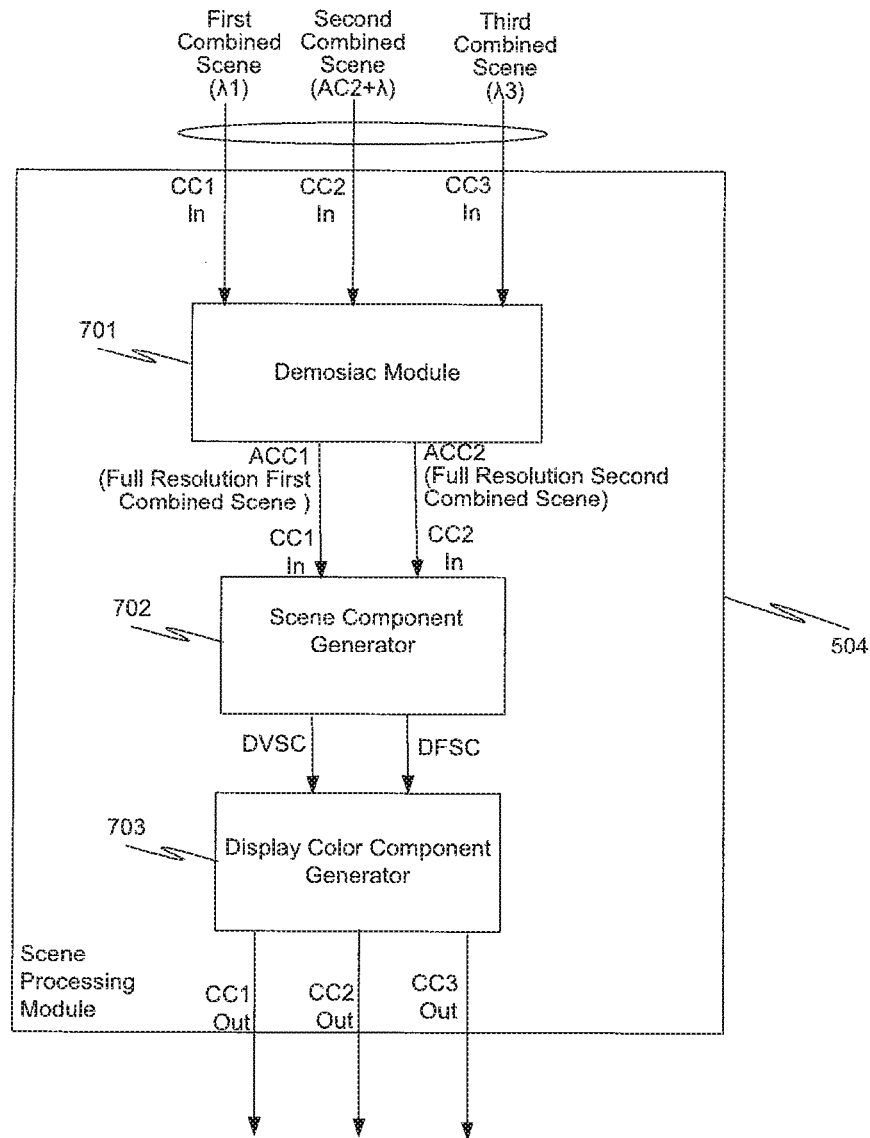 First
Combined
Scene
(λ1)
Second
Combined
Scene
(AC2+λ)
Third
Combined
Scene
(λ3)
CC1
In
CC2
In
CC3
In
701
Demosiac Module
ACC1
(Full Resolution First
Combined Scene )
ACC2
(Full Resolution Second
Combined Scene)
CC1
In
CC2
In
702
Scene Component
Generator
504
DVSC
DFSC
703
Display Color Component
Generator
Scene
Processing
Module
CC1
Out
CC2
Out
CC3
Out